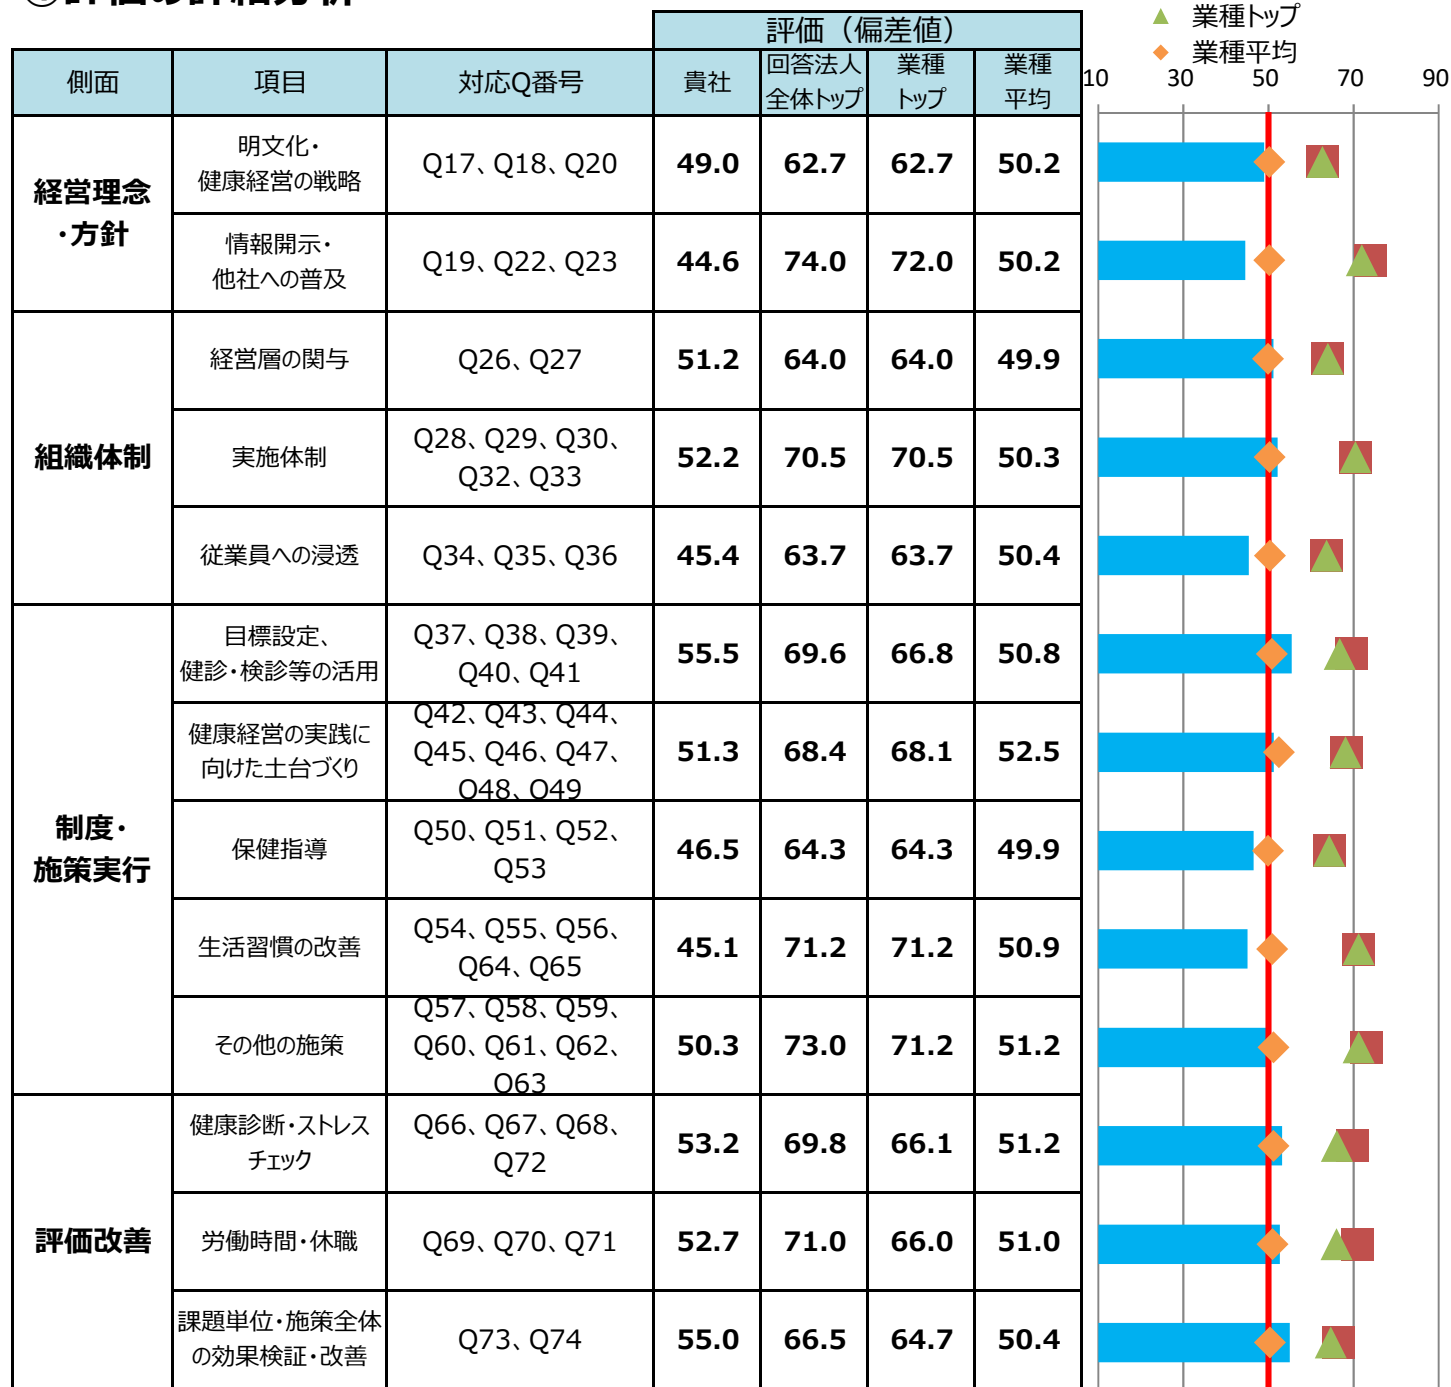 評価（偏差値）
側面 項目 対応Q番号 貴社 回答法人 業種 業種
全体トップ トップ 平均
▲ 業種トップ
◆ 業種平均
10 30 50 70 90
経営理念
・方針
明文化・
健康経営の戦略
Q17、Q18、Q20 49.0 62.7 62.7 50.2
情報開示・
他社への普及
Q19、Q22、Q23 44.6 74.0 72.0 50.2
組織体制
経営層の関与 Q26、Q27 51.2 64.0 64.0 49.9
実施体制
Q28、Q29、Q30、
Q32、Q33
52.2 70.5 70.5 50.3
従業員への浸透 Q34、Q35、Q36 45.4 63.7 63.7 50.4
制度・
施策実行
目標設定、
健診・検診等の活用
Q37、Q38、Q39、
Q40、Q41
55.5 69.6 66.8 50.8
健康経営の実践に
向けた土台づくり
Q42、Q43、Q44、
Q45、Q46、Q47、
Q48、Q49
51.3 68.4 68.1 52.5
保健指導
Q50、Q51、Q52、
Q53
46.5 64.3 64.3 49.9
生活習慣の改善
Q54、Q55、Q56、
Q64、Q65
45.1 71.2 71.2 50.9
その他の施策
Q57、Q58、Q59、
Q60、Q61、Q62、
Q63
50.3 73.0 71.2 51.2
評価改善
健康診断・ストレス
チェック
Q66、Q67、Q68、
Q72
53.2 69.8 66.1 51.2
労働時間・休職 Q69、Q70、Q71 52.7 71.0 66.0 51.0
課題単位・施策全体
の効果検証・改善
Q73、Q74 55.0 66.5 64.7 50.4